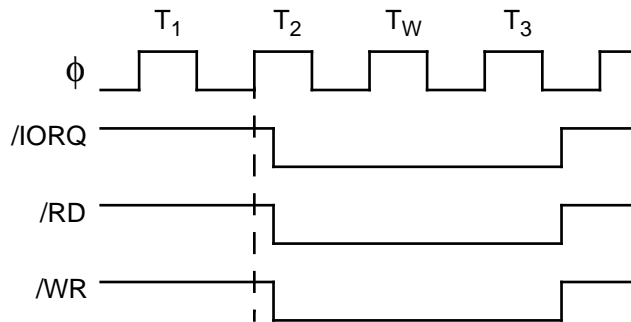 T1 T2 TW T3
ϕ
/IORQ
/RD
/WR